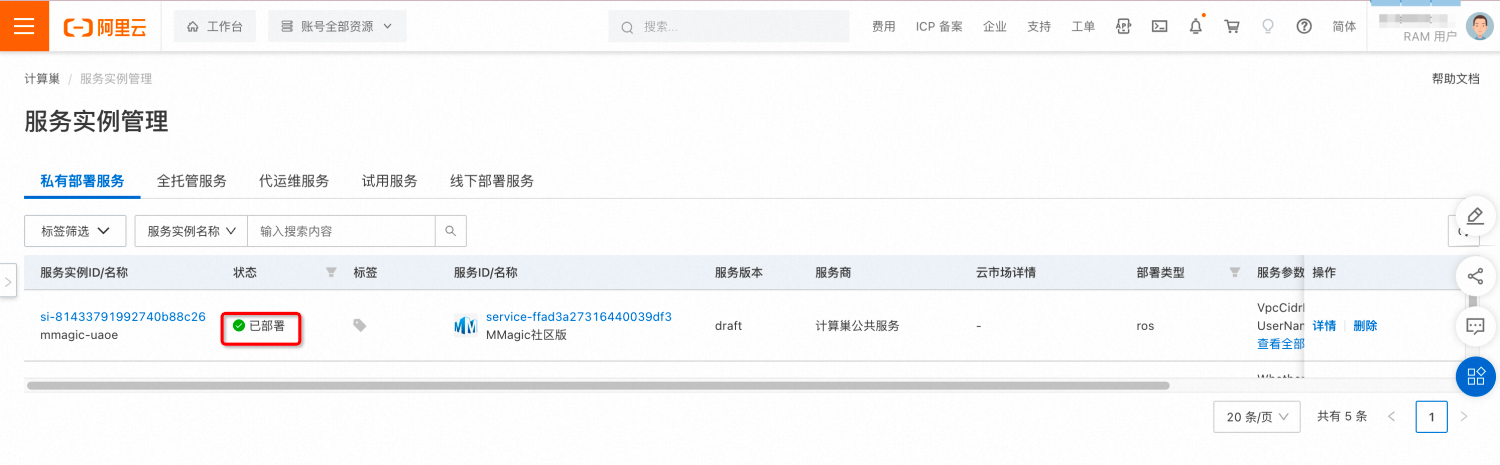 阿里云
工作台
账号全部资源
搜索...
费用
ICP 备案
企业
支持
工单
简体
RAM 用户
计算巢 / 服务实例管理
帮助文档
服务实例管理
私有部署服务
全托管服务
代运维服务
试用服务
线下部署服务
标签筛选
服务实例名称
输入搜索内容
服务实例ID/名称
状态
标签
服务ID/名称
服务版本
服务商
云市场详情
部署类型
服务参数
操作
si-81433791992740b88c26
mmagic-uaoe
已部署
service-ffad3a27316440039df3
MMagic社区版
draft
计算巢公共服务
-
ros
VpcCidr
UserNam
查看全部
详情
删除
20 条/页
共有 5 条
1